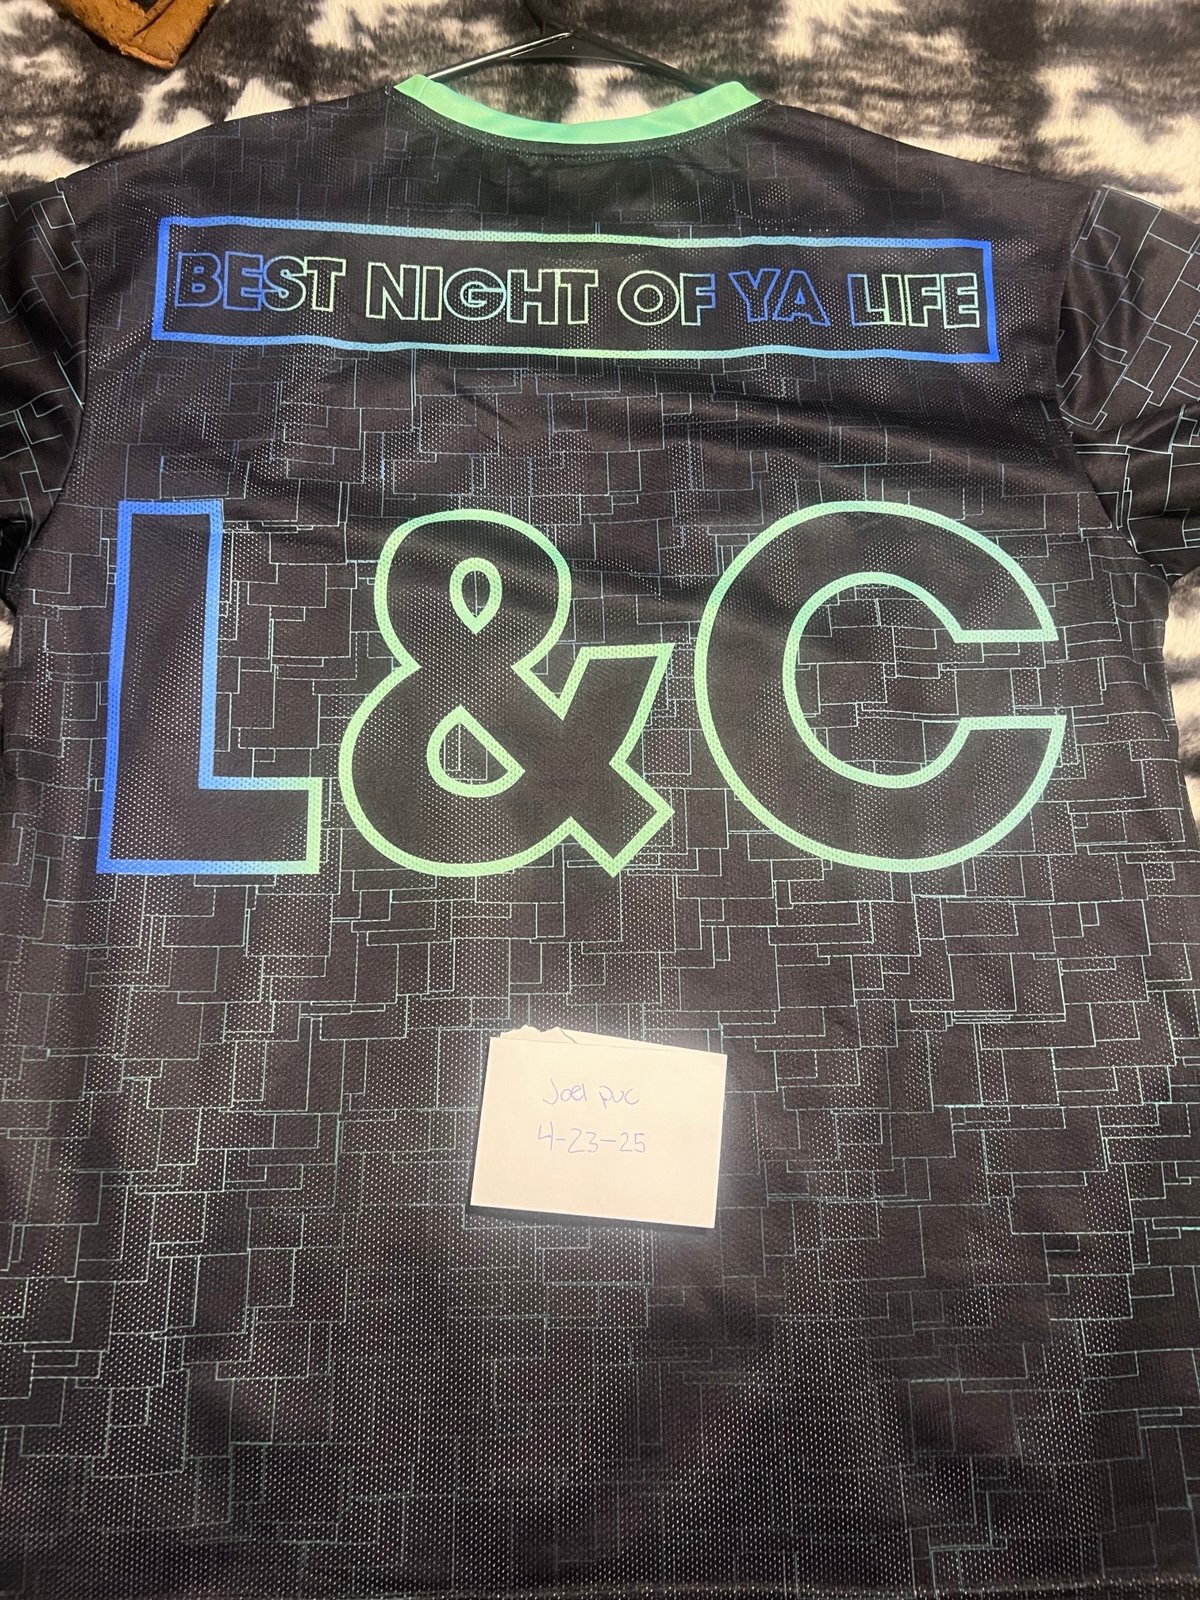 BEST NIGHT OF YA LIFE
L&C
Joel puc
4-23-25